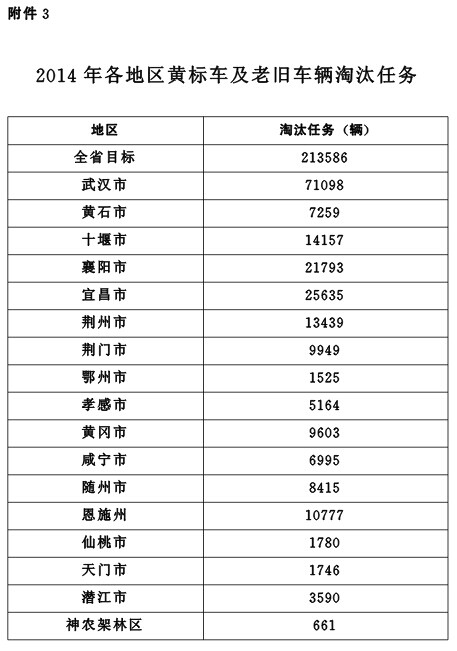 附件 3
2014 年各地区黄标车及老旧车辆淘汰任务
地区 淘汰任务（辆）
全省目标 213586
武汉市 71098
黄石市 7259
十堰市 14157
襄阳市 21793
宜昌市 25635
荆州市 13439
荆门市 9949
鄂州市 1525
孝感市 5164
黄冈市 9603
咸宁市 6995
随州市 8415
恩施州 10777
仙桃市 1780
天门市 1746
潜江市 3590
神农架林区 661